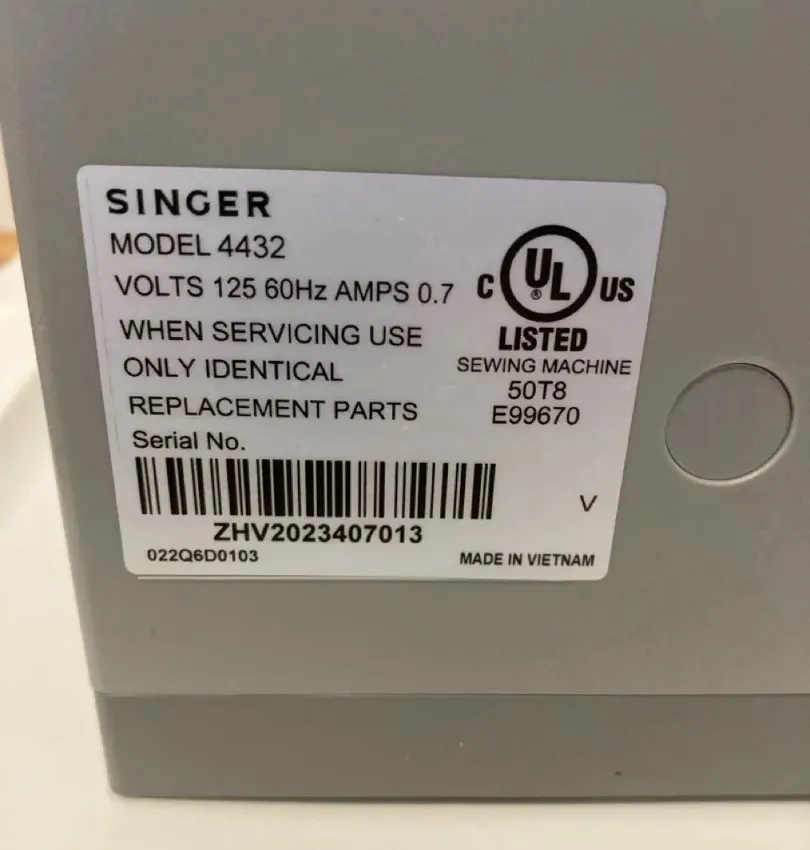 SINGER
MODEL 4432
VOLTS 125 60Hz AMPS 0.7
WHEN SERVICING USE
ONLY IDENTICAL
REPLACEMENT PARTS
Serial No.
ZHV2023407013
022Q6D0103
C UL US
®
LISTED
SEWING MACHINE
50T8
E99670
V
MADE IN VIETNAM